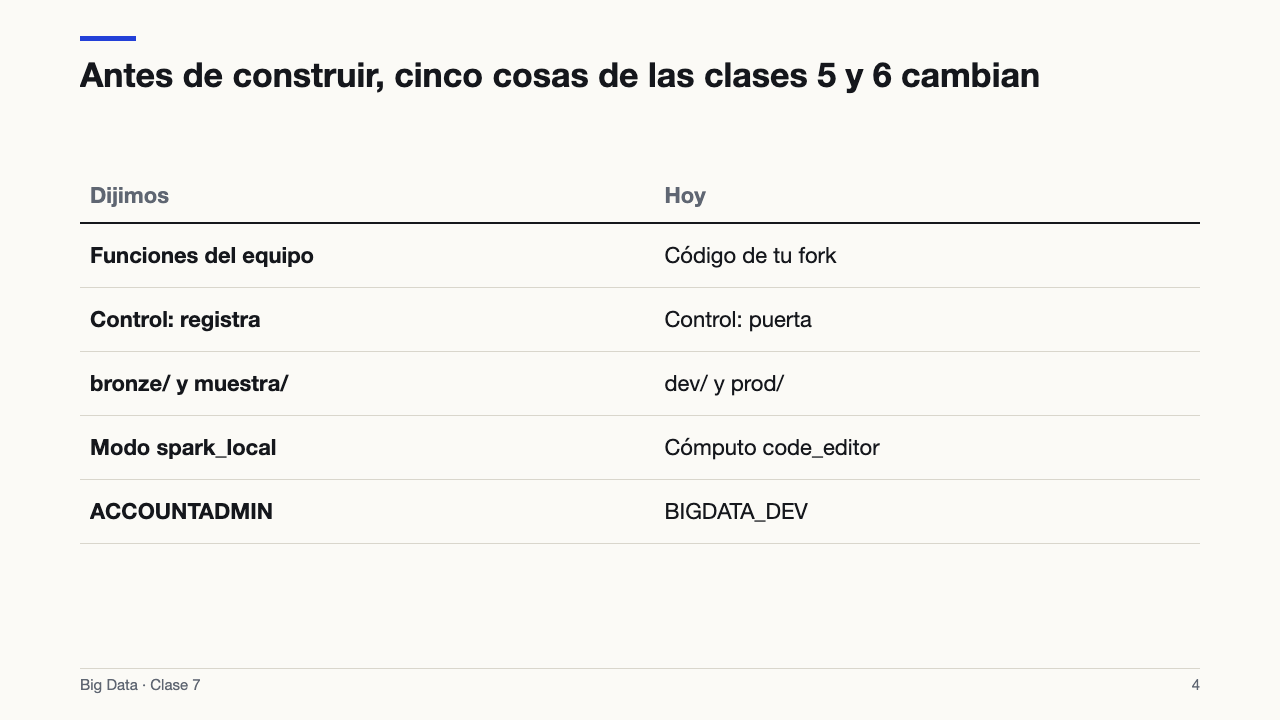 Antes de construir, cinco cosas de las clases 5 y 6 cambian
Dijimos Hoy
Funciones del equipo Código de tu fork
Control: registra Control: puerta
bronze/ y muestra/ dev/ y prod/
Modo spark_local Cómputo code_editor
ACCOUNTADMIN BIGDATA_DEV
Big Data · Clase 7 4